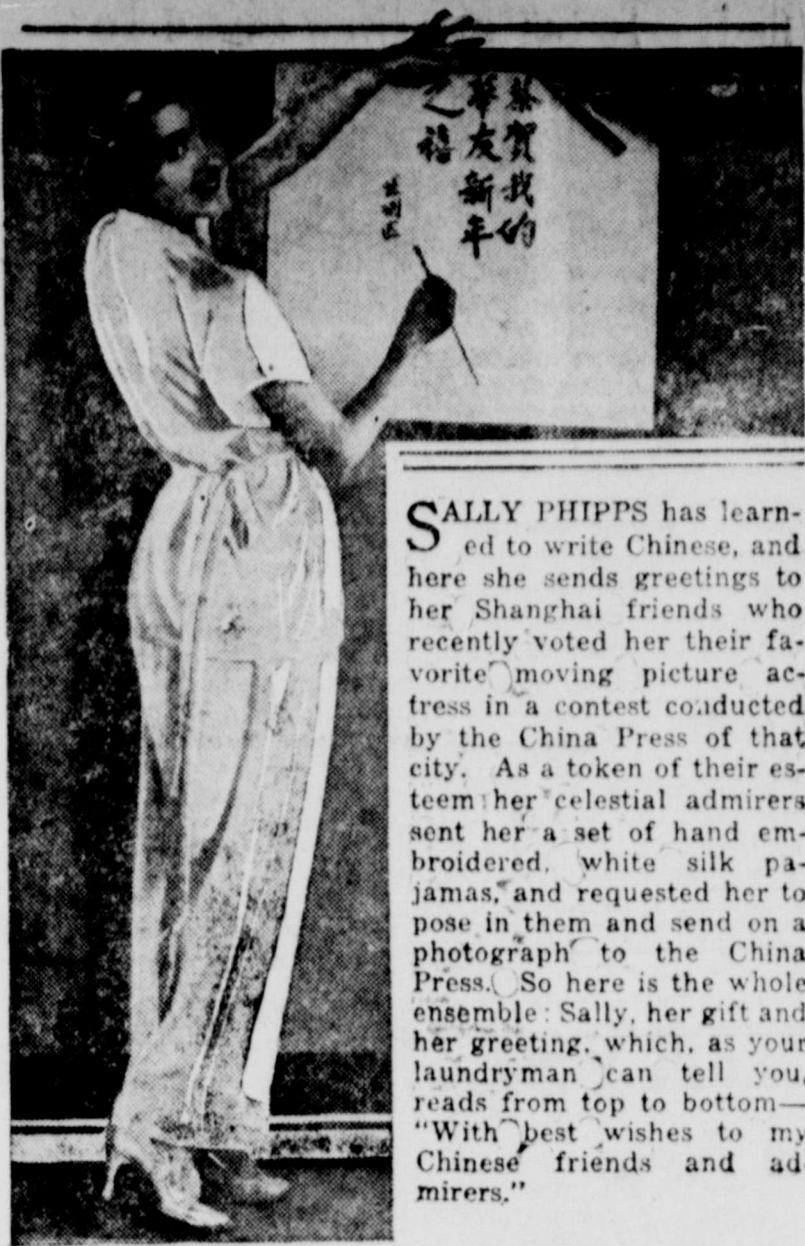 恭賀我的
華友新年
之禧
SALLY PHIPPS has learn-
ed to write Chinese, and
here she sends greetings to
her Shanghai friends who
recently voted her their fa-
vorite moving picture ac-
tress in a contest conducted
by the China Press of that
city. As a token of their es-
teem her celestial admirers
sent her a set of hand em-
broidered, white silk pa-
jamas, and requested her to
pose in them and send on a
photograph to the China
Press. So here is the whole
ensemble: Sally, her gift and
her greeting, which, as your
laundryman can tell you,
reads from top to bottom—
"With best wishes to my
Chinese friends and ad-
mirers."